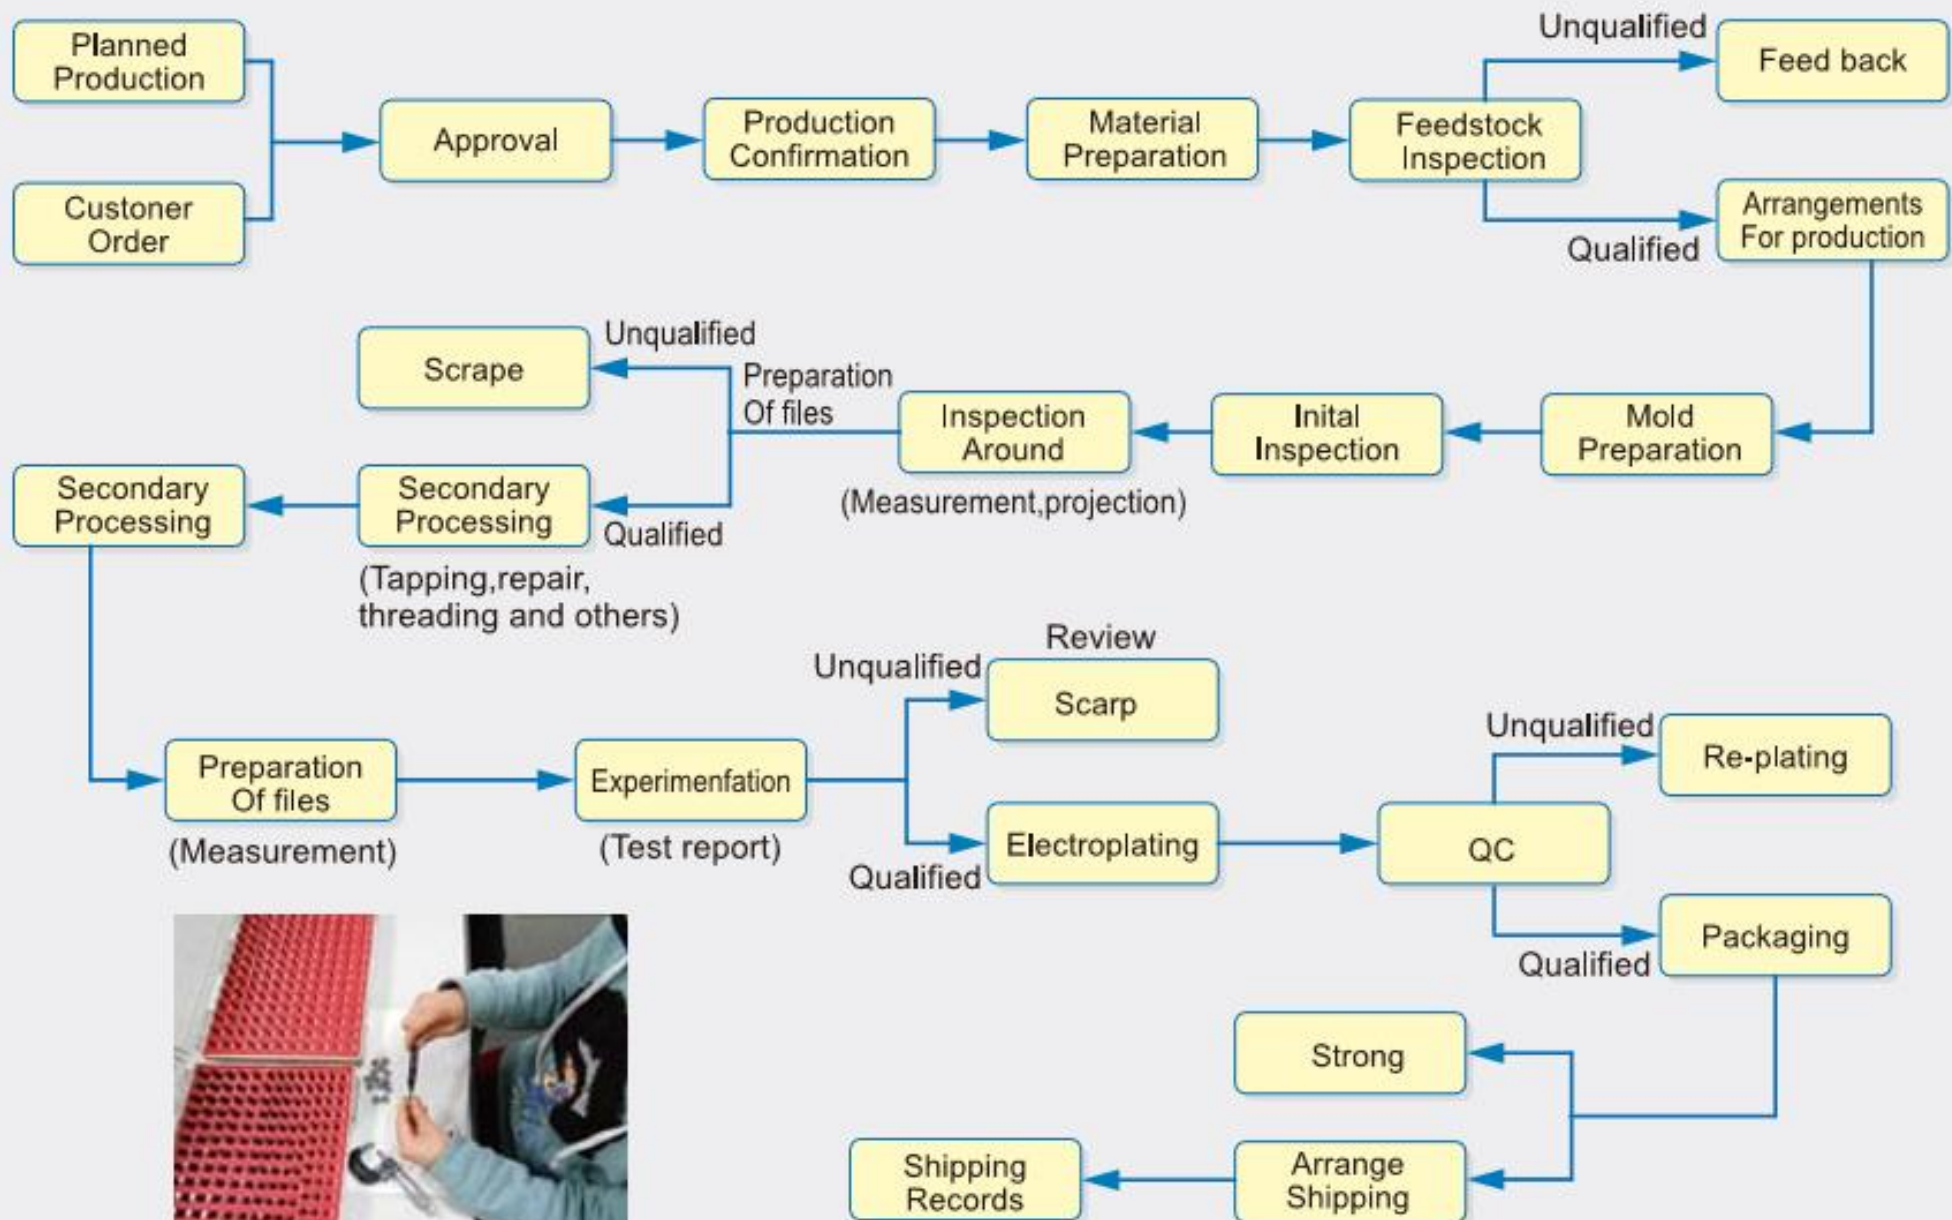 Planned
Production
Custoner
Order
Approval
Production
Confirmation
Material
Preparation
Feedstock
Inspection
Unqualified
Feed back
Qualified
Arrangements
For production
Mold
Preparation
Inital
Inspection
Inspection
Around
(Measurement,projection)
Preparation
Of files
Unqualified
Scrape
Qualified
Secondary
Processing
(Tapping,repair,
threading and others)
Secondary
Processing
Preparation
Of files
(Measurement)
Experimenfation
(Test report)
Unqualified
Review
Scarp
Qualified
Electroplating
QC
Unqualified
Re-plating
Qualified
Packaging
Strong
Arrange
Shipping
Shipping
Records